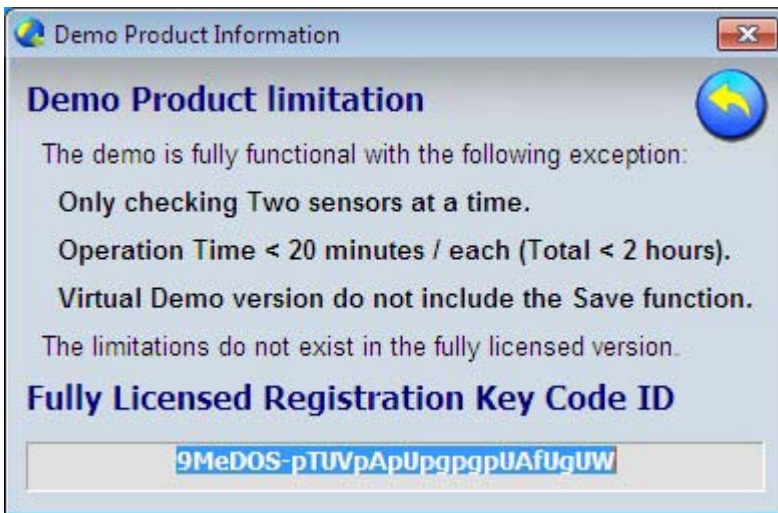 Demo Product Information
Demo Product limitation
The demo is fully functional with the following exception:
Only checking Two sensors at a time.
Operation Time < 20 minutes / each (Total < 2 hours).
Virtual Demo version do not include the Save function.
The limitations do not exist in the fully licensed version.
Fully Licensed Registration Key Code ID
9MeDOS-pTUVpApUpgpgpUAfUgUW